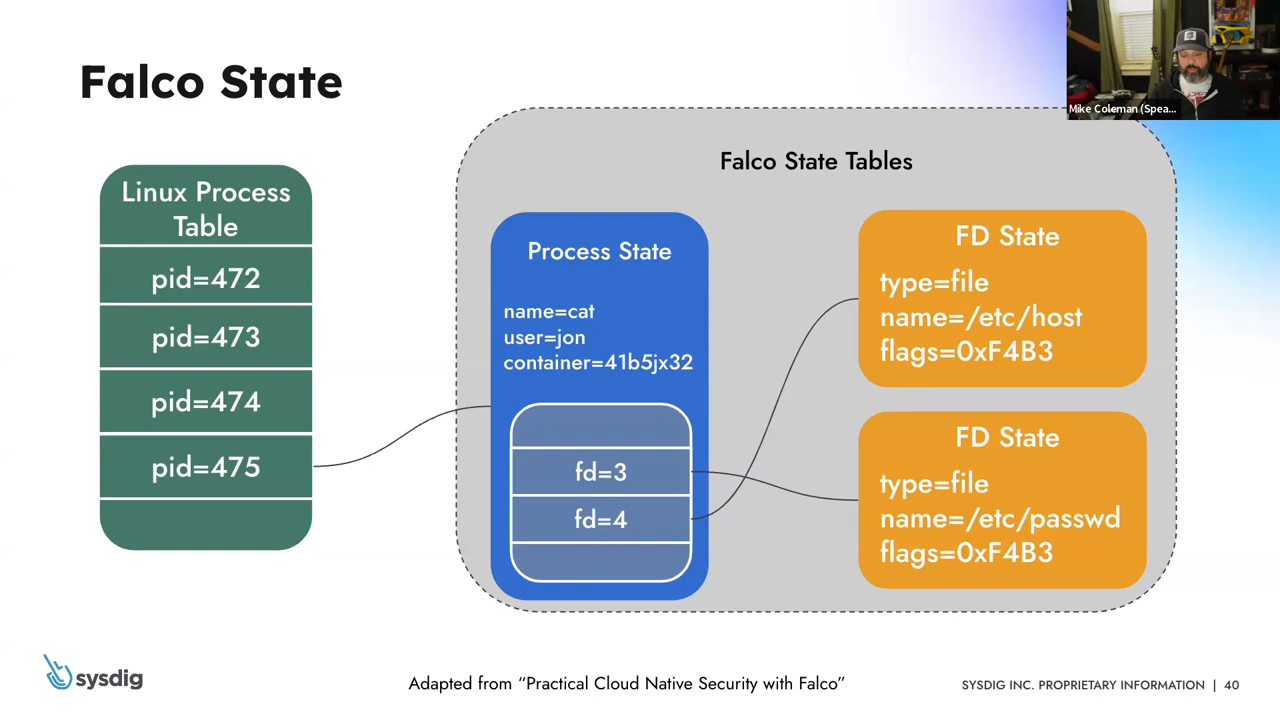 Falco State
Mike Coleman (Spea...
Linux Process
Table
pid=472
pid=473
pid=474
pid=475
Falco State Tables
Process State
name=cat
user=jon
container=41b5jx32
fd=3
fd=4
FD State
type=file
name=/etc/host
flags=0xF4B3
FD State
type=file
name=/etc/passwd
flags=0xF4B3
sysdig
Adapted from “Practical Cloud Native Security with Falco”
SYSDIG INC. PROPRIETARY INFORMATION | 40